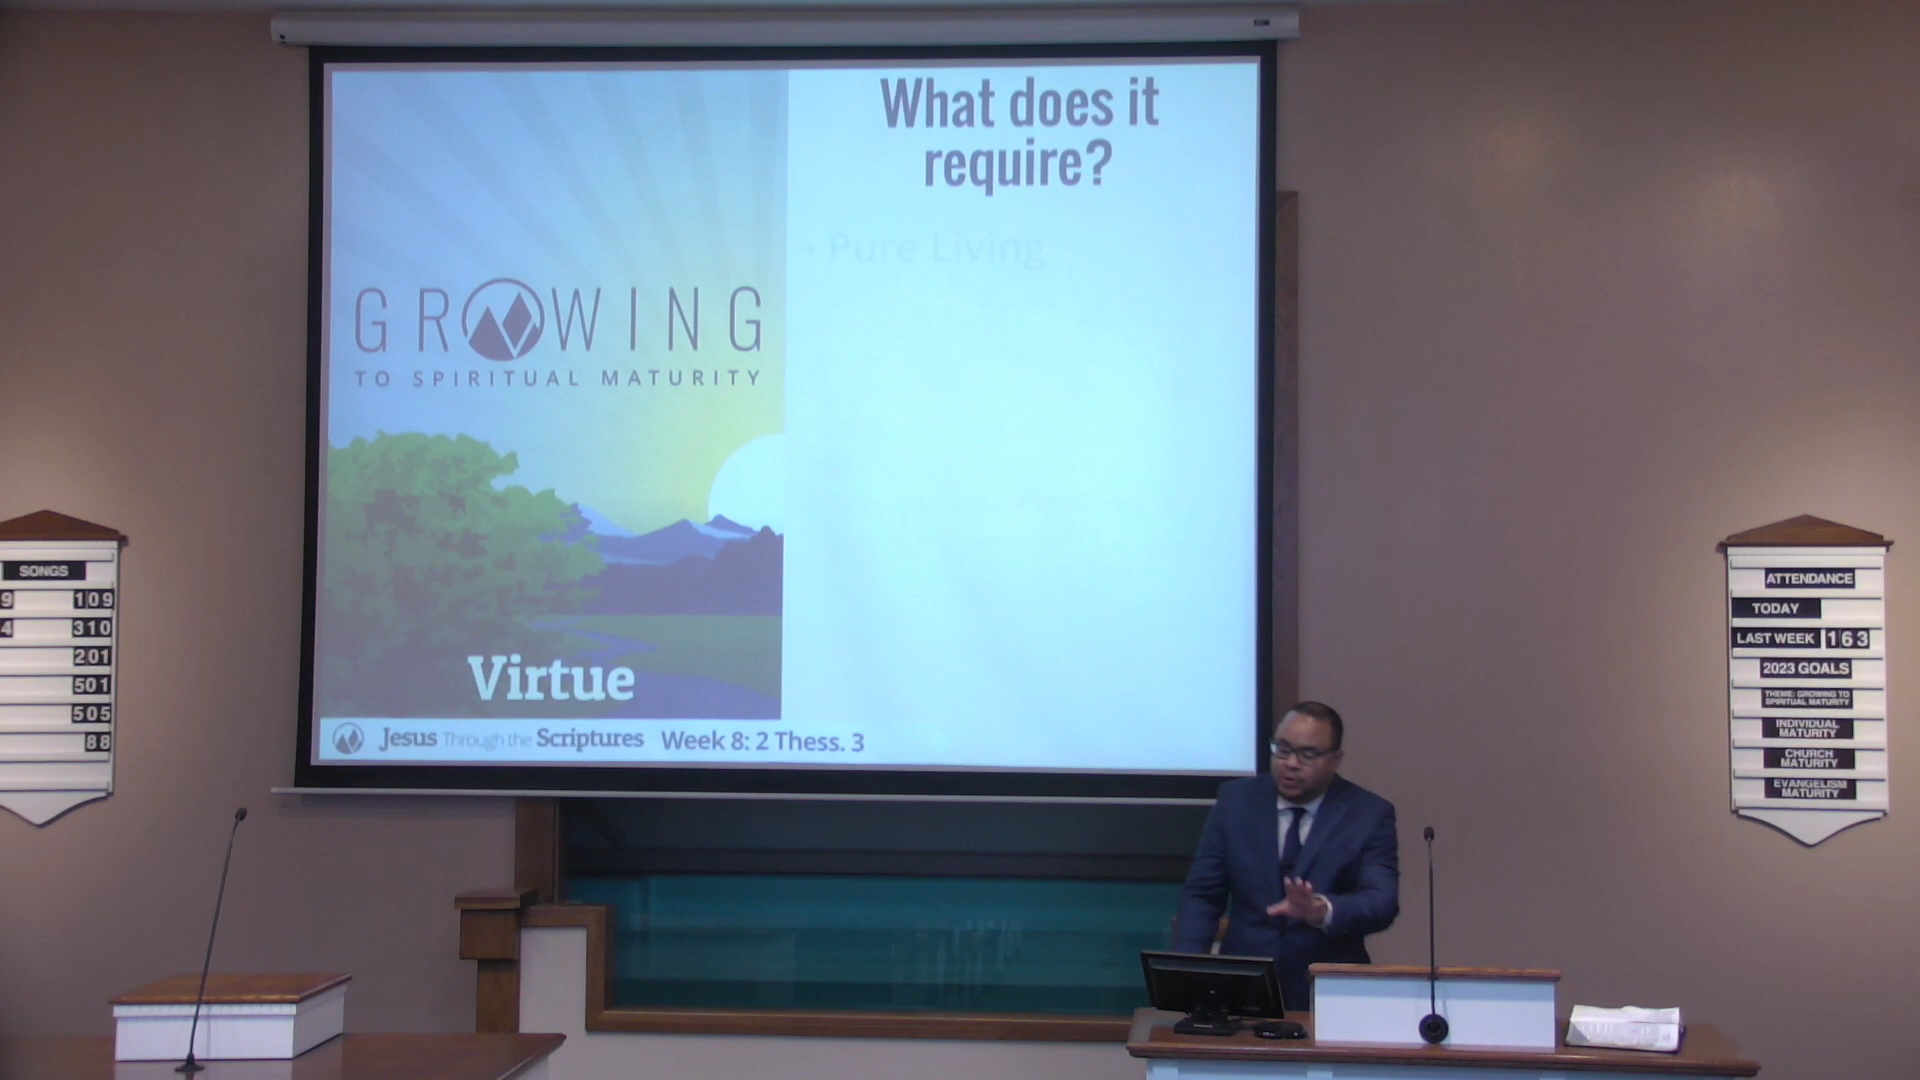 What does it
require?
• Pure Living
GROWING
TO SPIRITUAL MATURITY
Virtue
Jesus Through the Scriptures Week 8: 2 Thess. 3
SONGS
9 109
4 310
201
501
505
88
ATTENDANCE
TODAY
LAST WEEK 163
2023 GOALS
THEME: GROWING TO
SPIRITUAL MATURITY
INDIVIDUAL
MATURITY
CHURCH
MATURITY
EVANGELISM
MATURITY